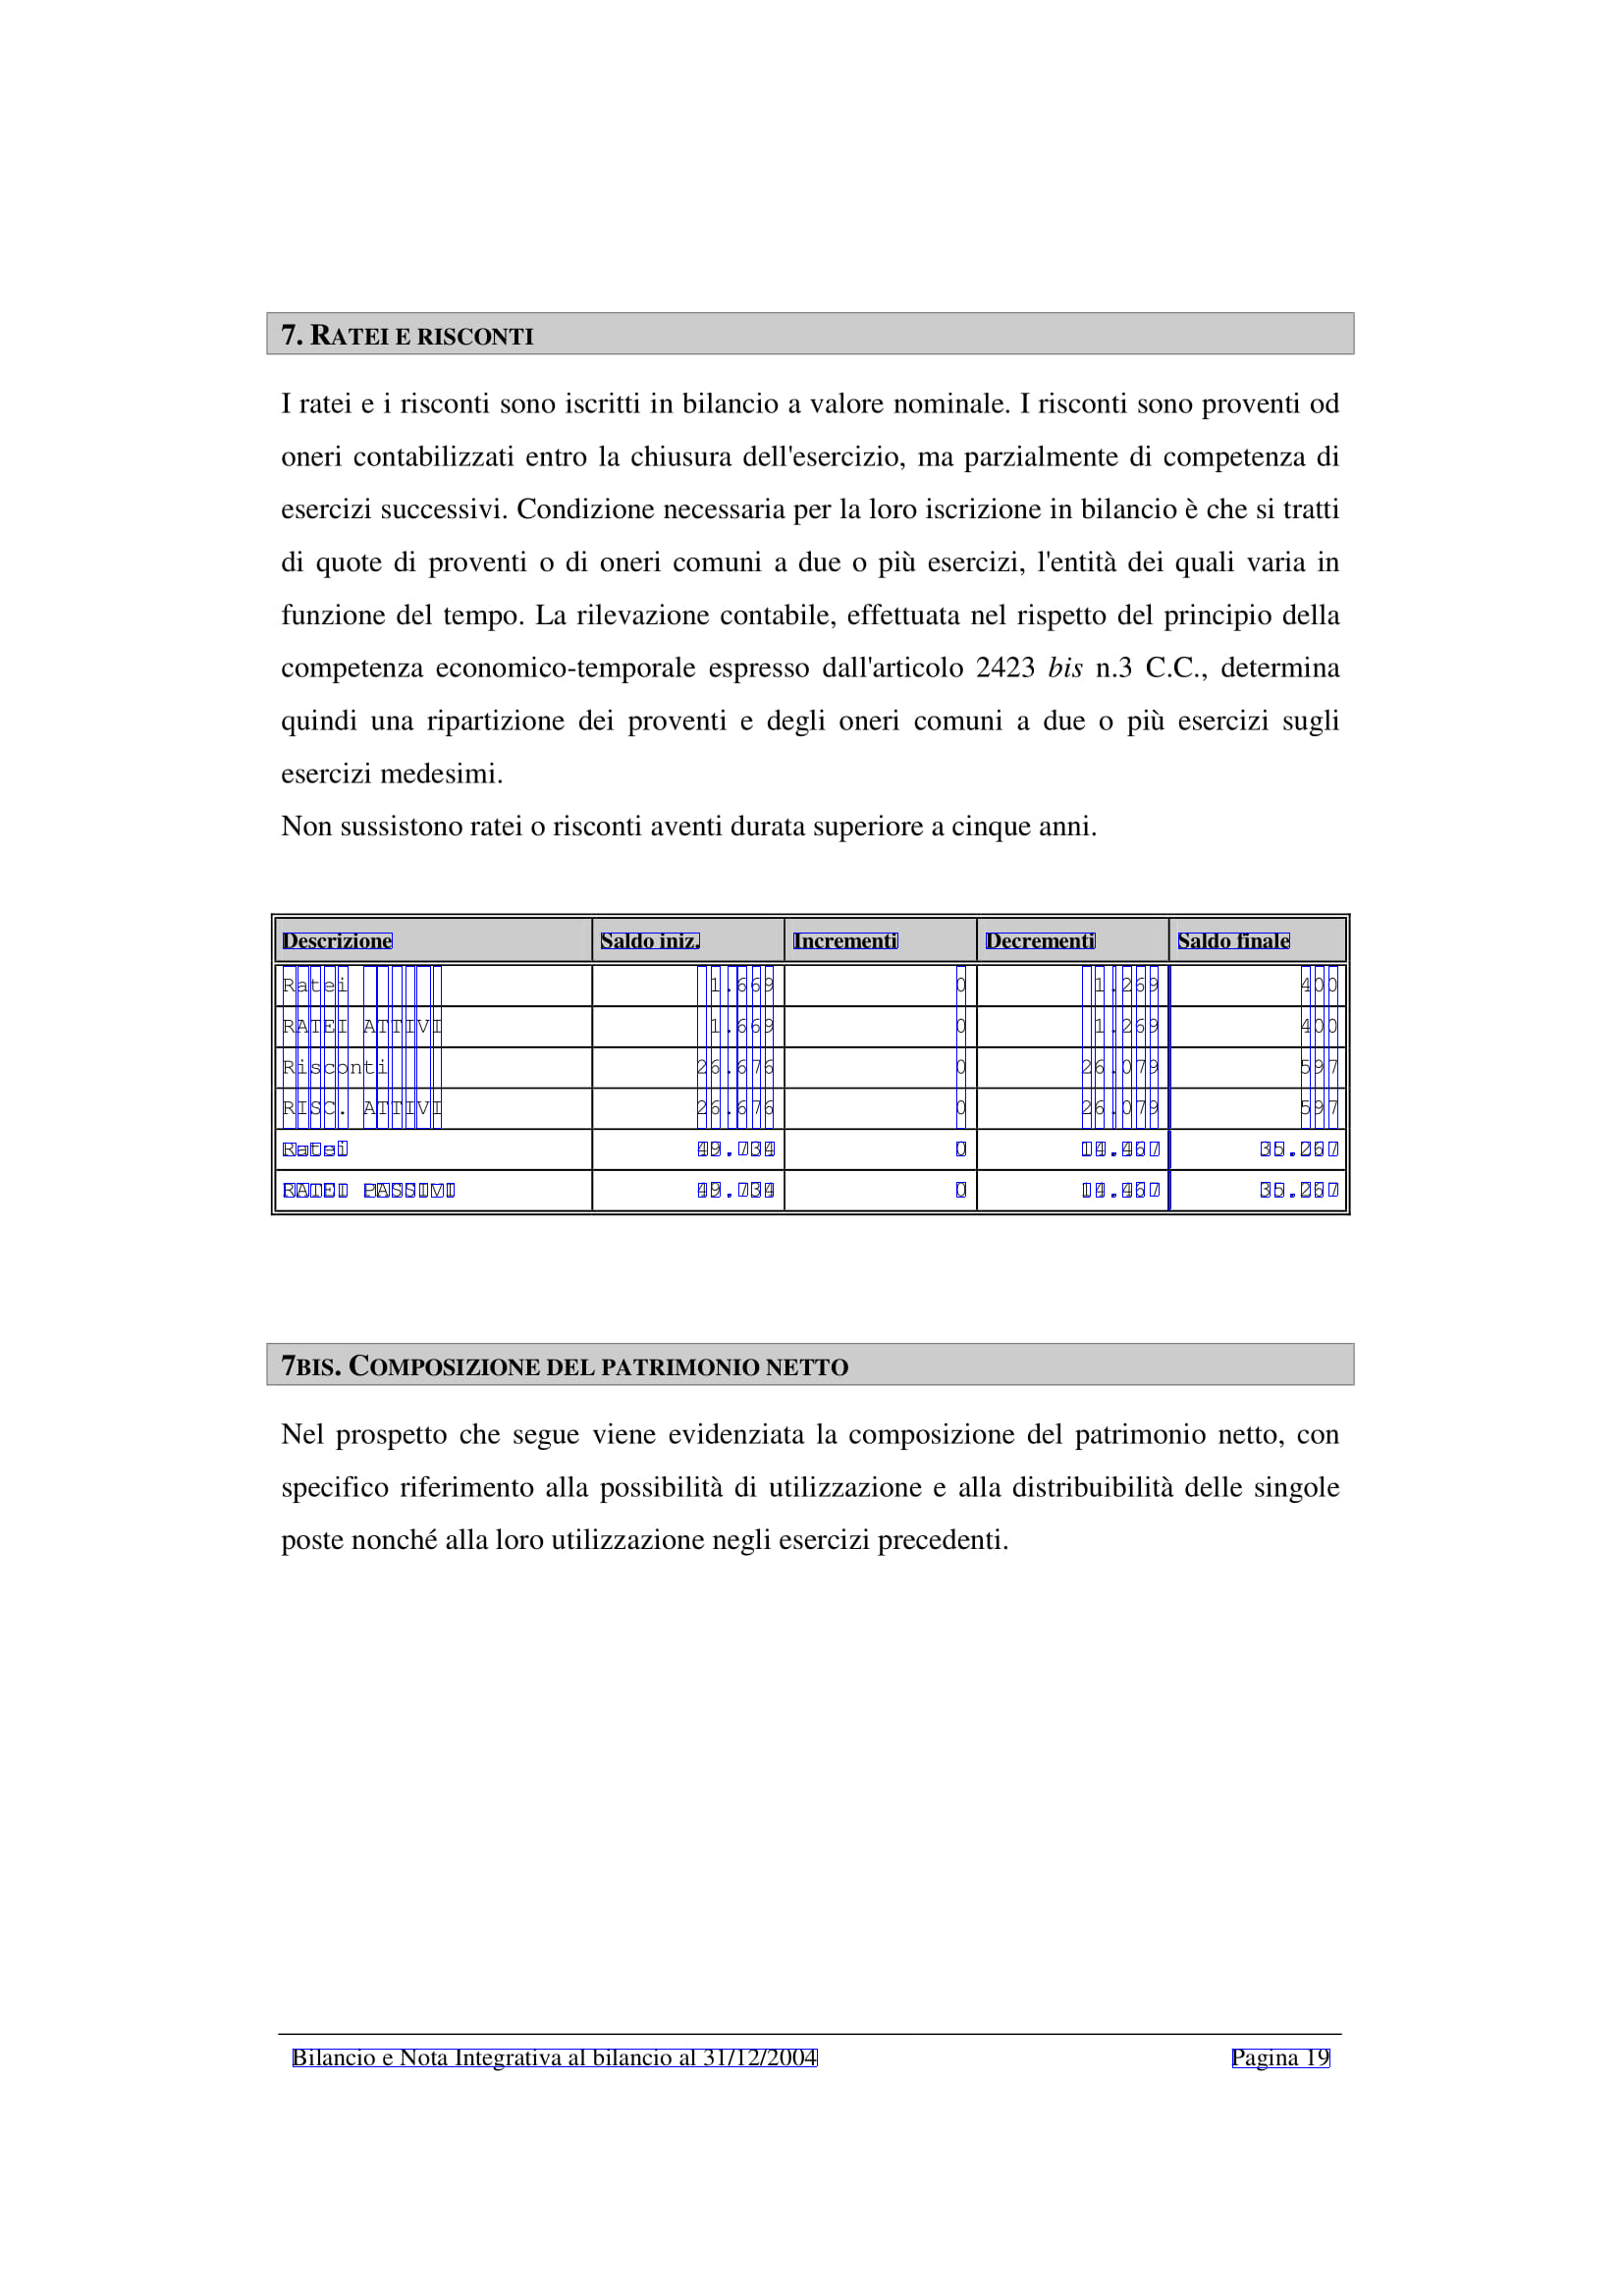 7. RATEI E RISCONTI
I ratei e i risconti sono iscritti in bilancio a valore nominale. I risconti sono proventi od
oneri contabilizzati entro la chiusura dell'esercizio, ma parzialmente di competenza di
esercizi successivi. Condizione necessaria per la loro iscrizione in bilancio è che si tratti
di quote di proventi o di oneri comuni a due o più esercizi, l'entità dei quali varia in
funzione del tempo. La rilevazione contabile, effettuata nel rispetto del principio della
competenza economico-temporale espresso dall'articolo 2423 bis n.3 C.C., determina
quindi una ripartizione dei proventi e degli oneri comuni a due o più esercizi sugli
esercizi medesimi.
Non sussistono ratei o risconti aventi durata superiore a cinque anni.
Descrizione Saldo iniz. Incrementi Decrementi Saldo finale
Ratei 1.669 0 1.269 400
RATEI ATTIVI 1.669 0 1.269 400
Risconti 26.676 0 26.079 597
RISC. ATTIVI 26.676 0 26.079 597
Ratei 49.734 0 14.467 35.267
RATEI PASSIVI 49.734 0 14.467 35.267
7BIS. COMPOSIZIONE DEL PATRIMONIO NETTO
Nel prospetto che segue viene evidenziata la composizione del patrimonio netto, con
specifico riferimento alla possibilità di utilizzazione e alla distribuibilità delle singole
poste nonché alla loro utilizzazione negli esercizi precedenti.
Bilancio e Nota Integrativa al bilancio al 31/12/2004 Pagina 19